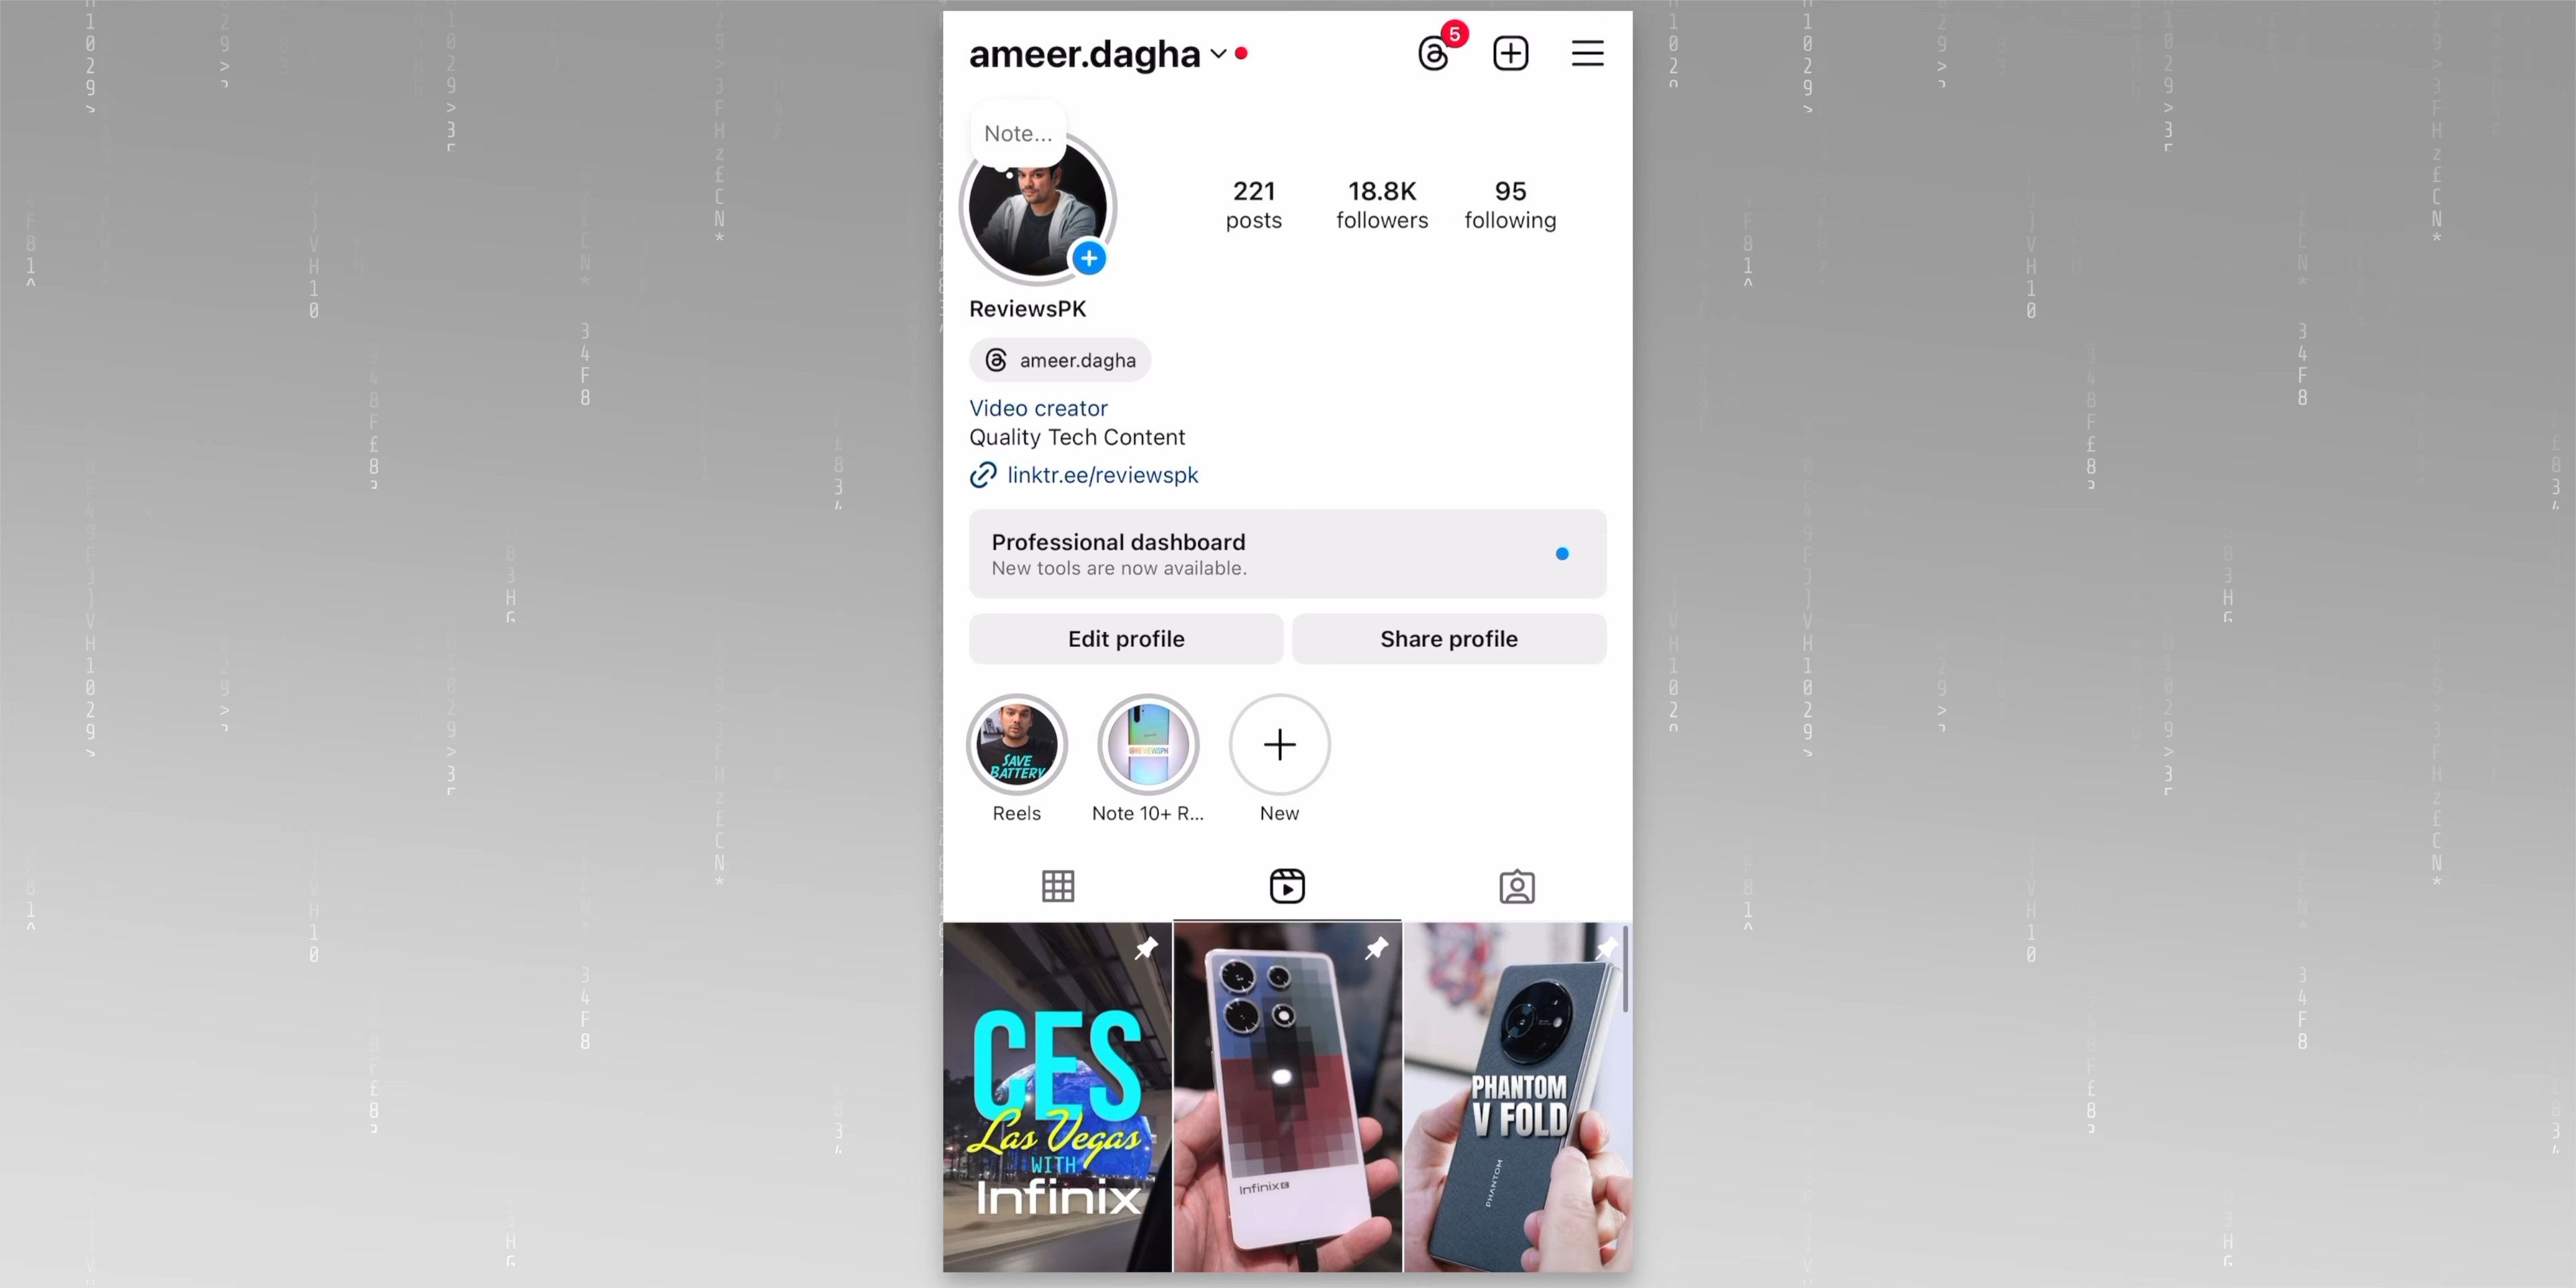 ameer.dagha
5
Note...
221
posts
18.8K
followers
95
following
ReviewsPK
ameer.dagha
Video creator
Quality Tech Content
linktr.ee/reviewspk
Professional dashboard
New tools are now available.
Edit profile
Share profile
SAVE
BATTERY
@REVIEWSPK
Reels
Note 10+ R...
New
CES
Las Vegas
WITH
Infinix
Infinix
PHANTOM
V FOLD
PHANTOM